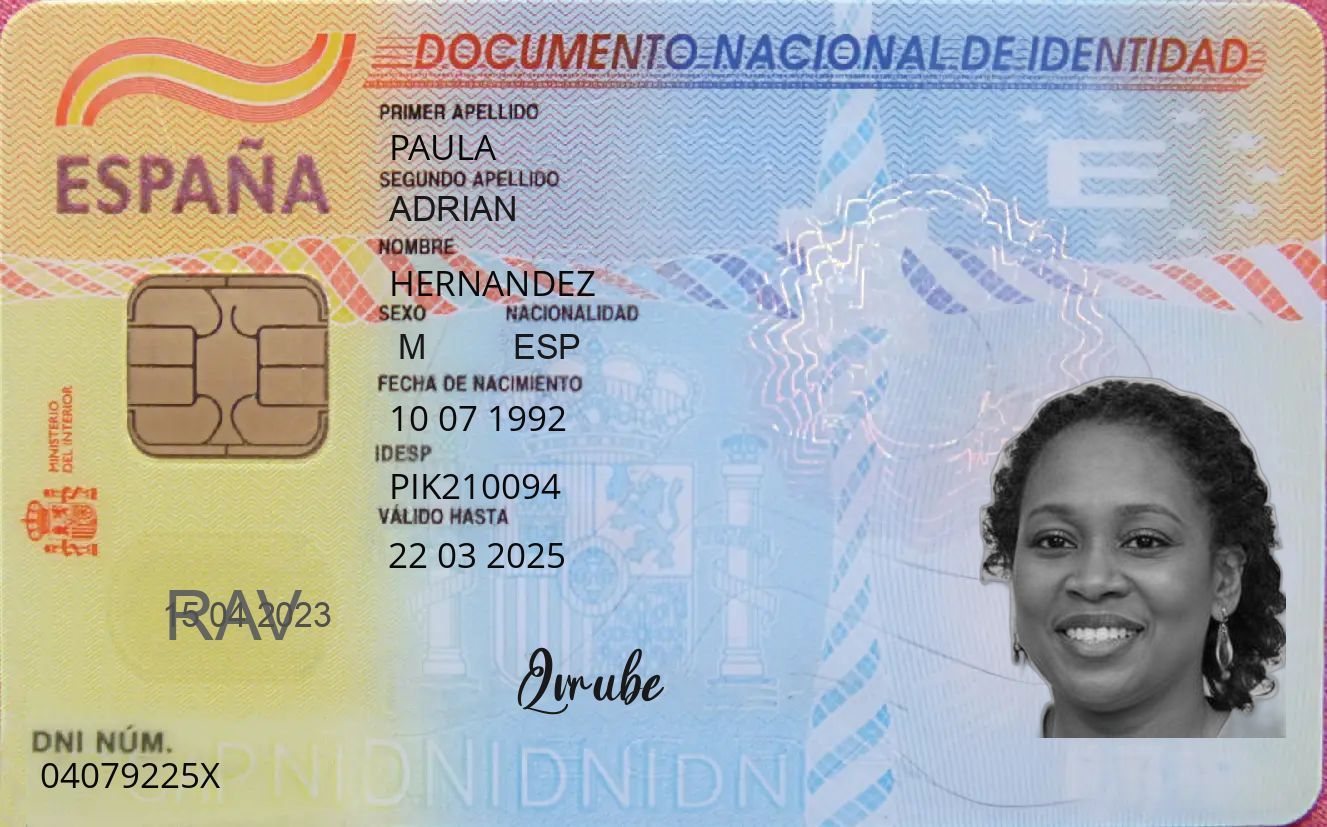 DOCUMENTO NACIONAL DE IDENTIDAD
ESPAÑA
PRIMER APELLIDO
PAULA
SEGUNDO APELLIDO
ADRIAN
NOMBRE
HERNANDEZ
SEXO NACIONALIDAD
M ESP
FECHA DE NACIMIENTO
10 07 1992
IDESP
PIK210094
VÁLIDO HASTA
22 03 2025
MINISTERIO
DEL INTERIOR
RAV
15 04 2023
Qvrube
DNI NÚM.
04079225X
E